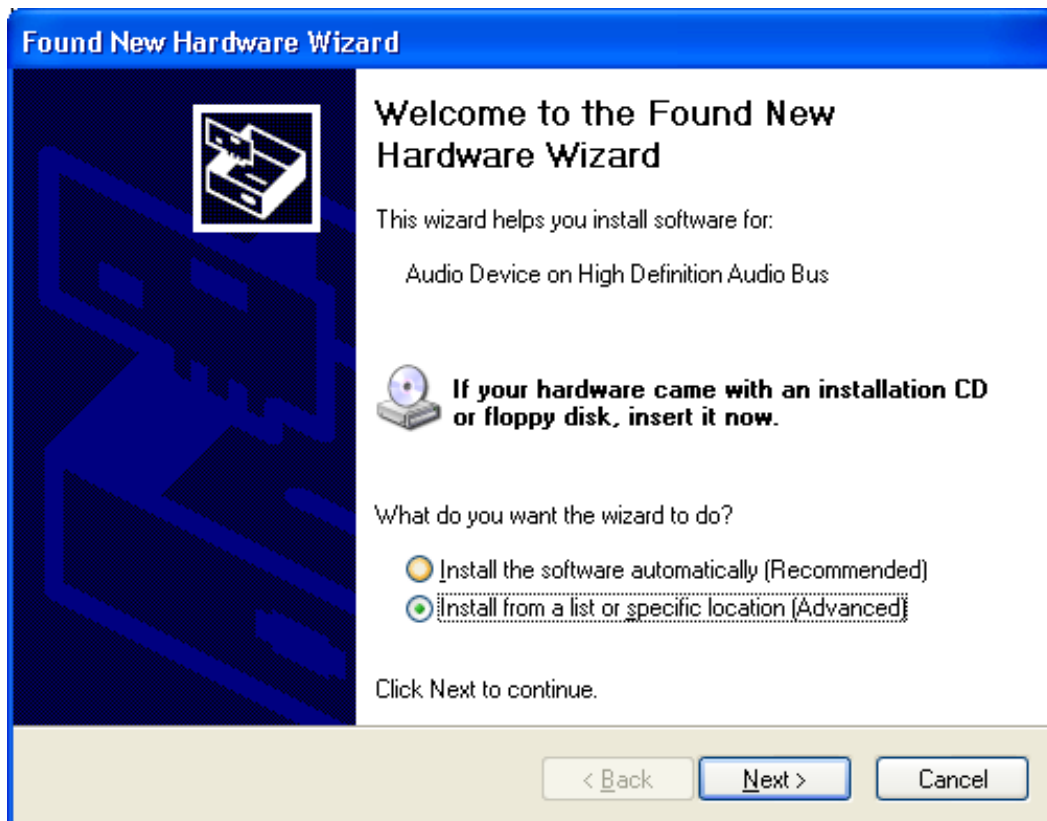 Found New Hardware Wizard
Welcome to the Found New
Hardware Wizard
This wizard helps you install software for:
Audio Device on High Definition Audio Bus
If your hardware came with an installation CD
or floppy disk, insert it now.
What do you want the wizard to do?
Install the software automatically (Recommended)
Install from a list or specific location (Advanced)
Click Next to continue.
< Back Next > Cancel